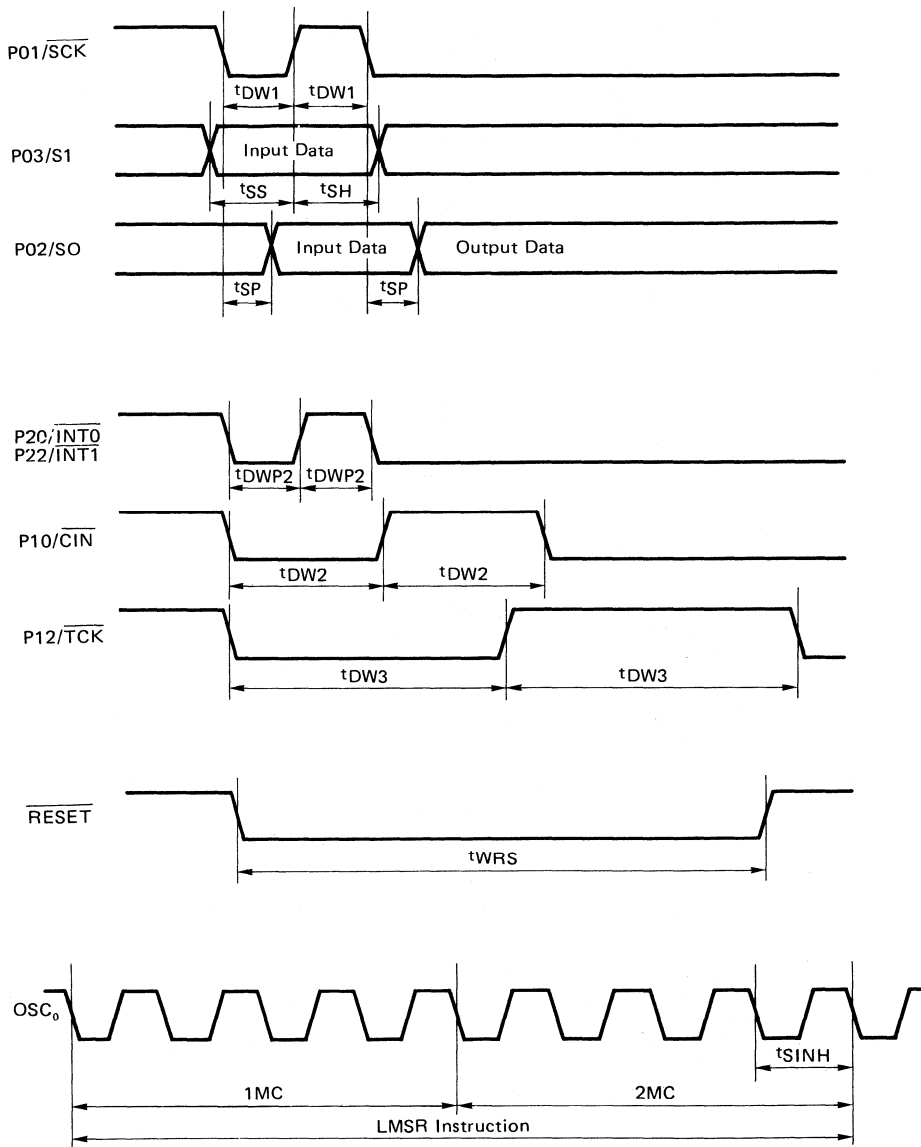 P01/SCK
tDW1 tDW1
P03/S1
Input Data
tSS tSH
P02/SO
Input Data
Output Data
tSP tSP
P20/INT0
P22/INT1
tDWP2 tDWP2
P10/CIN
tDW2 tDW2
P12/TCK
tDW3 tDW3
RESET
tWRS
OSC₀
tSINH
1MC 2MC
LMSR Instruction